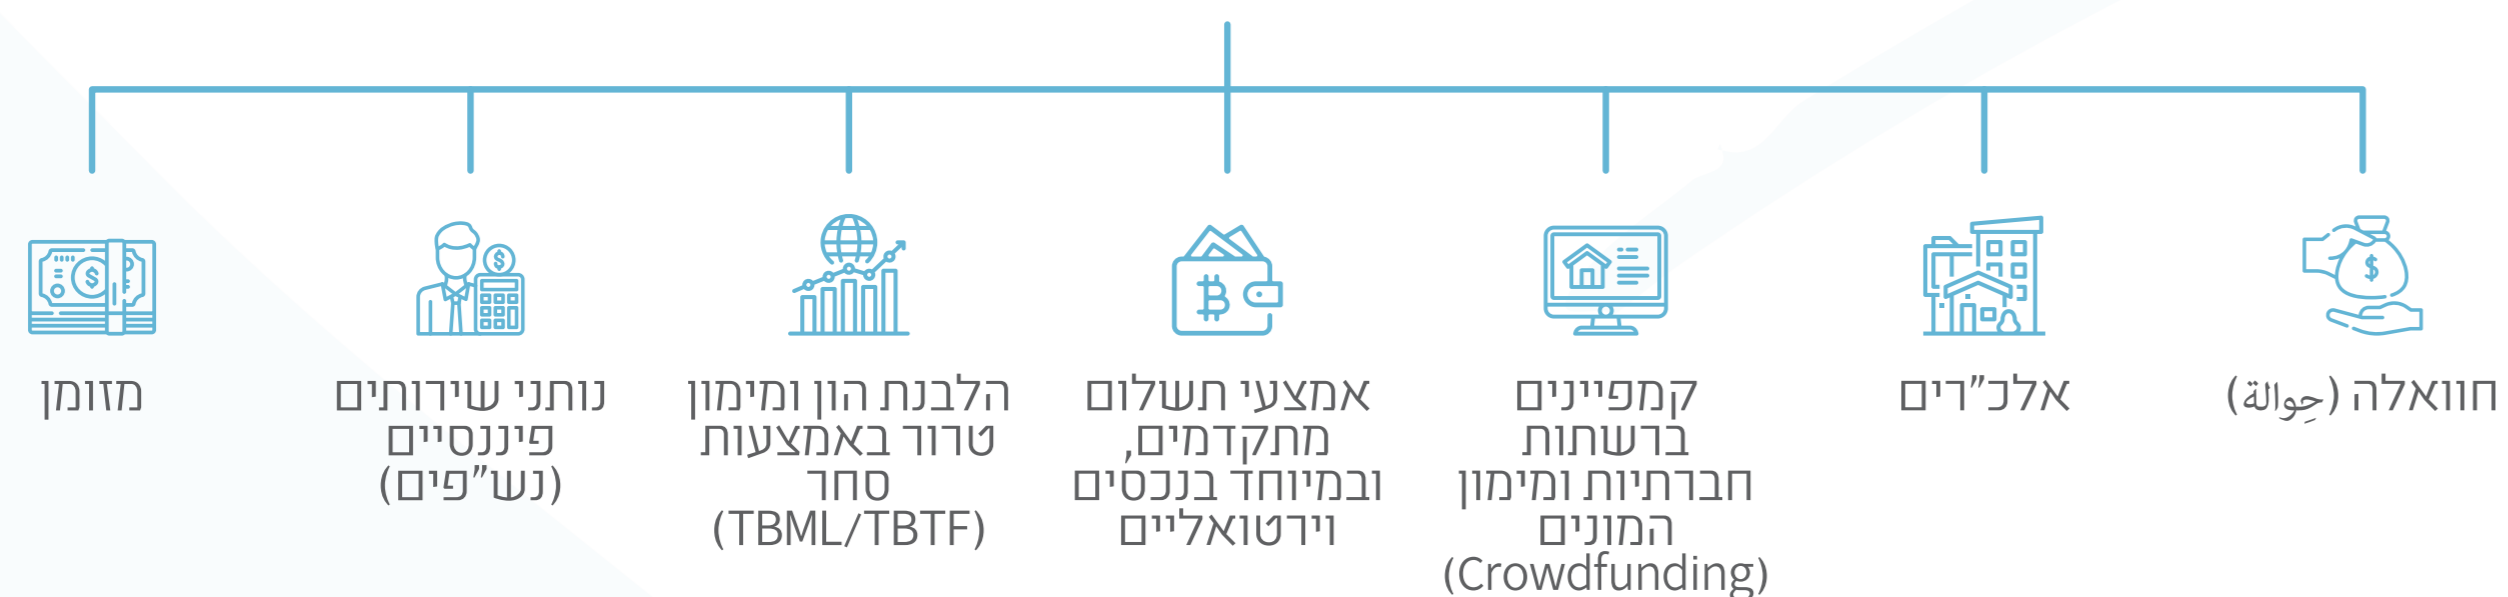 חוואלה (حِوالة)
אלכ"דים
קמפיינים
ברשתות
חברתיות ומימון
המונים
(Crowdfunding)
אמצעי תשלום
מתקדמים,
ובמיוחד בנכסים
וירטואליים
הלבנת הון ומימון
טרור באמצעות
סחר
(TBML/TBTF)
נותני שירותים
פיננסיים
(נש"פים)
מזומן